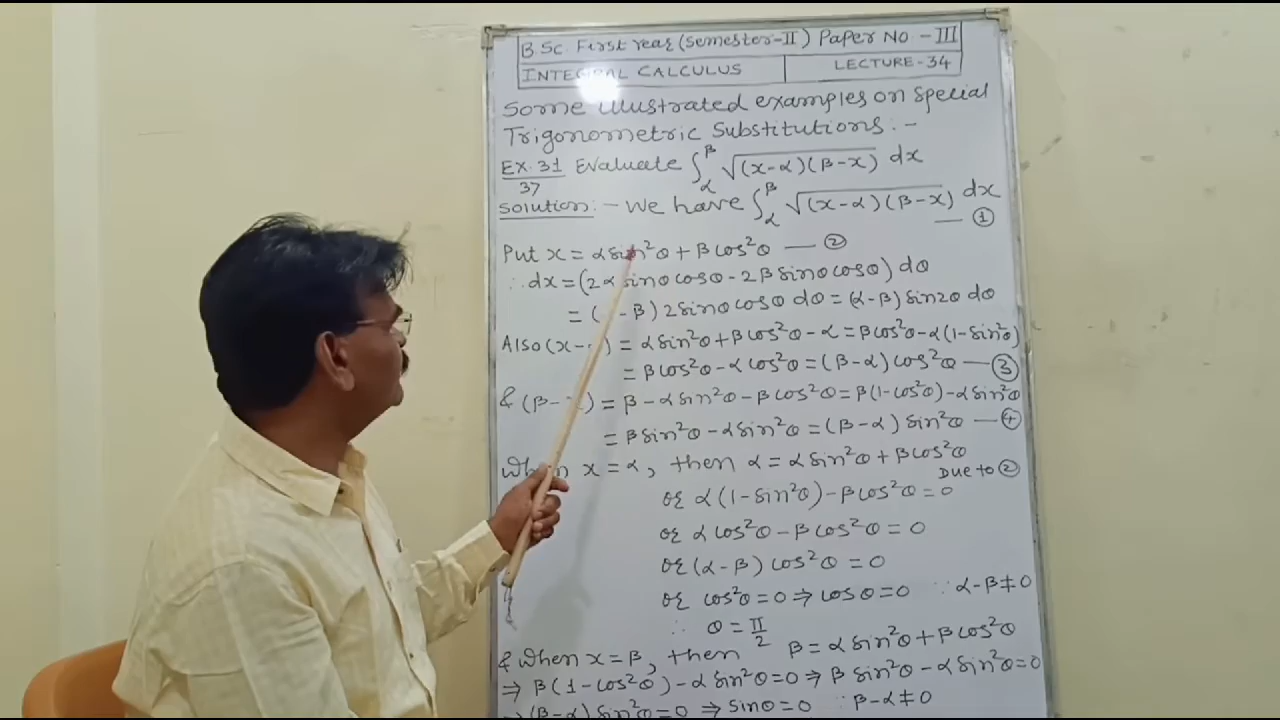 B.Sc. First Year (Semester-II) Paper No.-III
INTEGRAL CALCULUS LECTURE-34
Some illustrated examples on special
Trigonometric Substitutions:-
Ex.31/37 Evaluate ∫_α^β √(x-α)(β-x) dx
Solution:- We have ∫_α^β √(x-α)(β-x) dx —①
Put x = α sin²θ + β cos²θ —②
∴ dx = (2α sinθ cosθ - 2β sinθ cosθ) dθ
= ( -β) 2 sinθ cosθ dθ = (α-β) sin2θ dθ
Also (x- ) = α sin²θ + β cos²θ - α = β cos²θ - α(1-sin²θ)
= β cos²θ - α cos²θ = (β-α) cos²θ —③
& (β-x) = β - α sin²θ - β cos²θ = β(1-cos²θ) - α sin²θ
= β sin²θ - α sin²θ = (β-α) sin²θ —④
When x = α, then α = α sin²θ + β cos²θ
Due to ②
or α(1-sin²θ) - β cos²θ = 0
or α cos²θ - β cos²θ = 0
or (α-β) cos²θ = 0
or cos²θ = 0 ⇒ cosθ = 0 ∵ α-β ≠ 0
∴ θ = π/2
& when x = β, then β = α sin²θ + β cos²θ
⇒ β(1-cos²θ) - α sin²θ = 0 ⇒ β sin²θ - α sin²θ = 0
⇒ (β-α) sin²θ = 0 ⇒ sinθ = 0 ∵ β-α ≠ 0